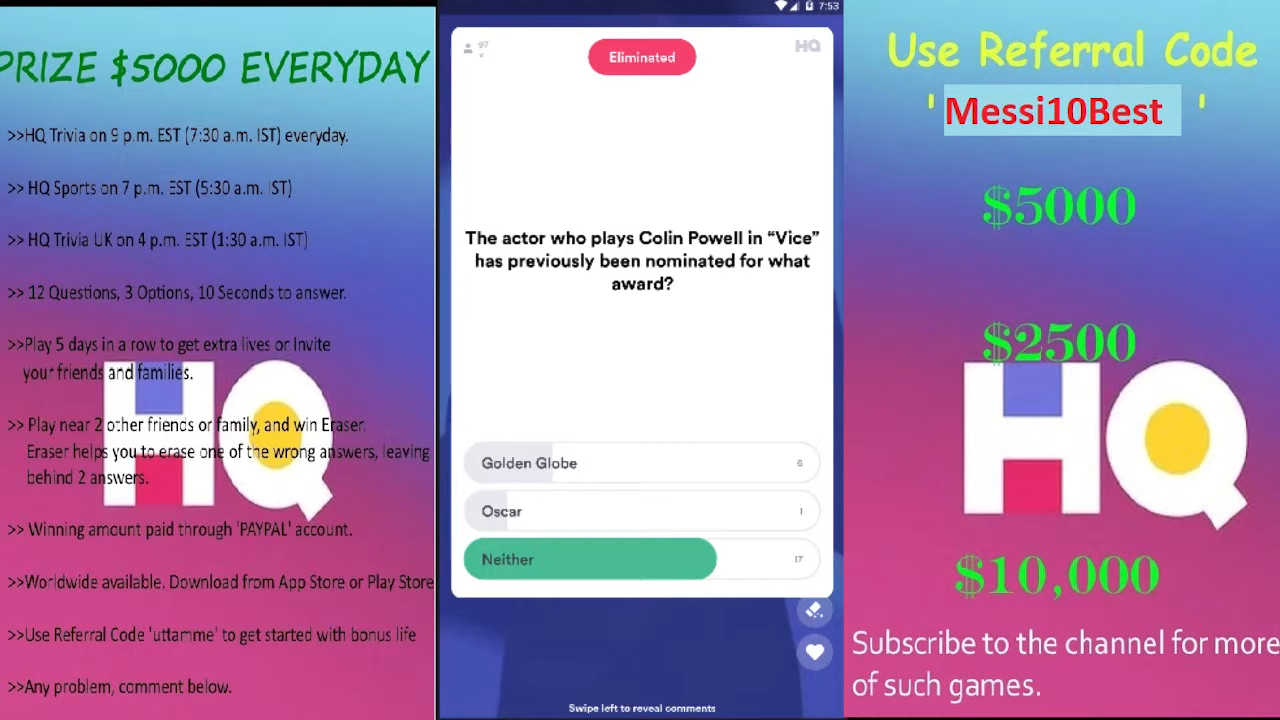 PRIZE $5000 EVERYDAY
>>HQ Trivia on 9 p.m. EST (7:30 a.m. IST) everyday.
>> HQ Sports on 7 p.m. EST (5:30 a.m. IST)
>> HQ Trivia UK on 4 p.m. EST (1:30 a.m. IST)
>> 12 Questions, 3 Options, 10 Seconds to answer.
>>Play 5 days in a row to get extra lives or Invite
your friends and families.
>> Play near 2 other friends or family, and win Eraser.
Eraser helps you to erase one of the wrong answers, leaving
behind 2 answers.
>> Winning amount paid through 'PAYPAL' account.
>>Worldwide available. Download from App Store or Play Store
>>Use Referral Code 'uttamme' to get started with bonus life
>>Any problem, comment below.
HQ
7:53
97
Eliminated
HQ
The actor who plays Colin Powell in “Vice”
has previously been nominated for what
award?
Golden Globe 6
Oscar 1
Neither 17
Swipe left to reveal comments
Use Referral Code
' Messi10Best '
$5000
$2500
HQ
$10,000
Subscribe to the channel for more
of such games.